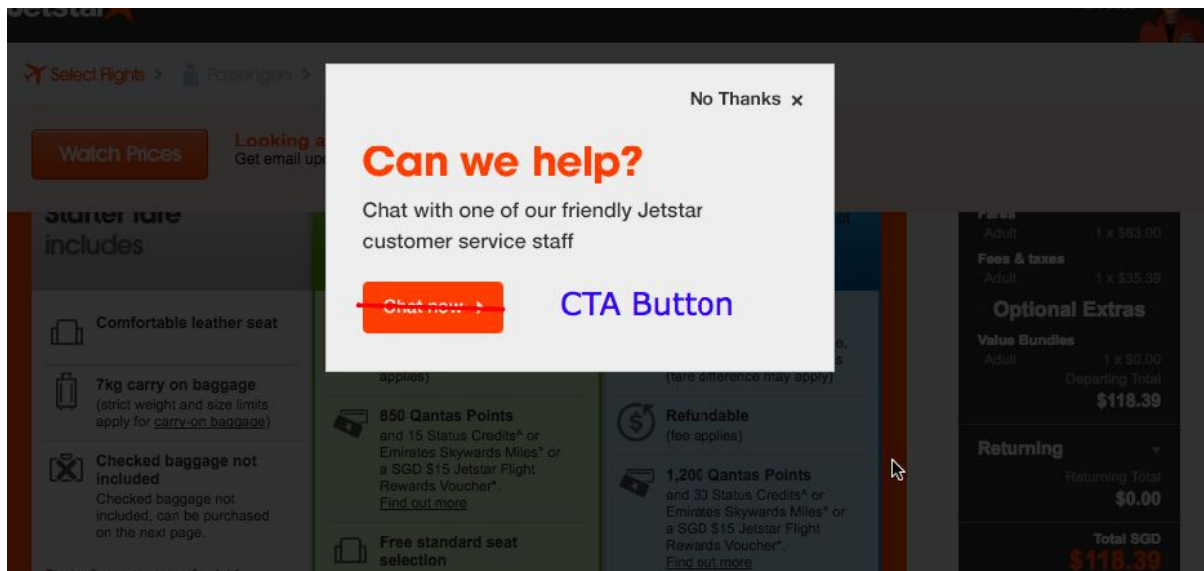 Jetstar
Select Flights >
Passengers >
No Thanks ×
Can we help?
Chat with one of our friendly Jetstar
customer service staff
Chat now >
CTA Button
Watch Prices
Looking a
Get email up
Starter fare
includes
Comfortable leather seat
7kg carry on baggage
(strict weight and size limits
apply for carry-on baggage)
Checked baggage not
included
Checked baggage not
included, can be purchased
on the next page.
applies)
850 Qantas Points
and 15 Status Credits^ or
Emirates Skywards Miles* or
a SGD $15 Jetstar Flight
Rewards Voucher*.
Find out more
Free standard seat
selection
(fare difference may apply)
Refundable
(fee applies)
1,200 Qantas Points
and 30 Status Credits^ or
Emirates Skywards Miles* or
a SGD $15 Jetstar Flight
Rewards Voucher*.
Find out more
Fares
Adult 1 x $63.00
Fees & taxes
Adult 1 x $35.39
Optional Extras
Value Bundles
Adult 1 x $0.00
Departing Total
$118.39
Returning
Returning Total
$0.00
Total SGD
$118.39